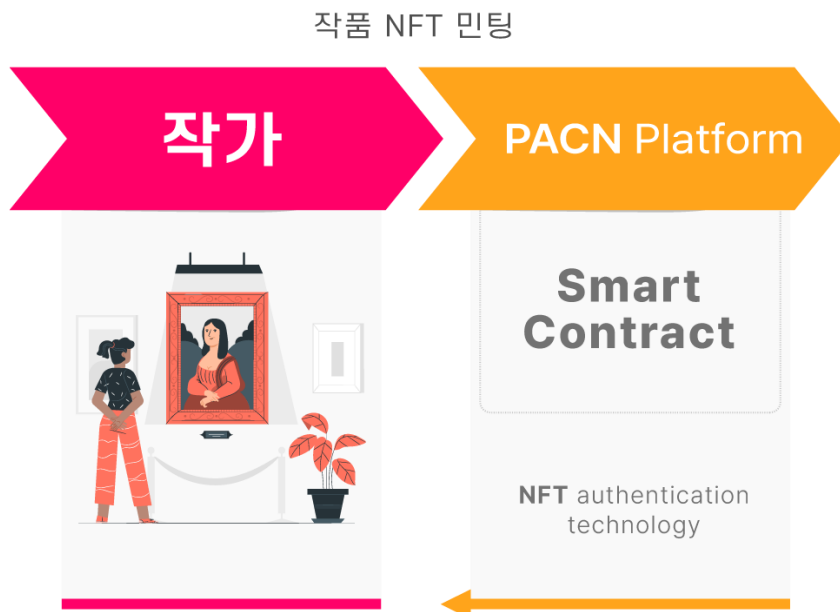 작품 NFT 민팅
작가
PACN Platform
Smart
Contract
NFT authentication
technology